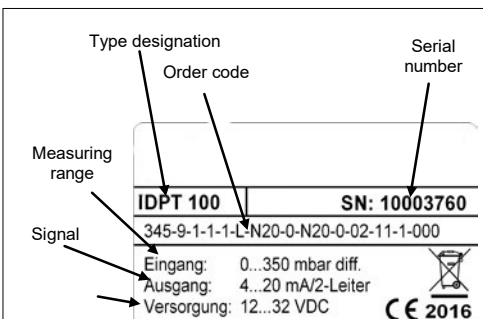 Type designation
Serial
number
Order code
Measuring
range
IDPT 100 SN: 10003760
345-9-1-1-1-L-N20-0-N20-0-02-11-1-000
Signal
Eingang: 0...350 mbar diff.
Ausgang: 4...20 mA/2-Leiter
Versorgung: 12...32 VDC
CE 2016